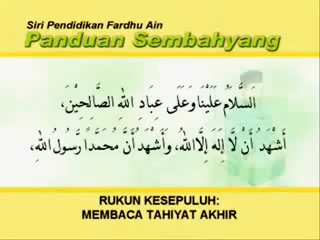 Siri Pendidikan Fardhu Ain
Panduan Sembahyang
اَلسَّلَامُ عَلَيْنَا وَعَلَى عِبَادِ اللهِ الصَّالِحِيْنَ،
أَشْهَدُ أَنْ لَا إِلَهَ إِلَّا اللهُ، وَأَشْهَدُ أَنَّ مُحَمَّدًا رَسُولُ اللهِ،
RUKUN KESEPULUH:
MEMBACA TAHIYAT AKHIR